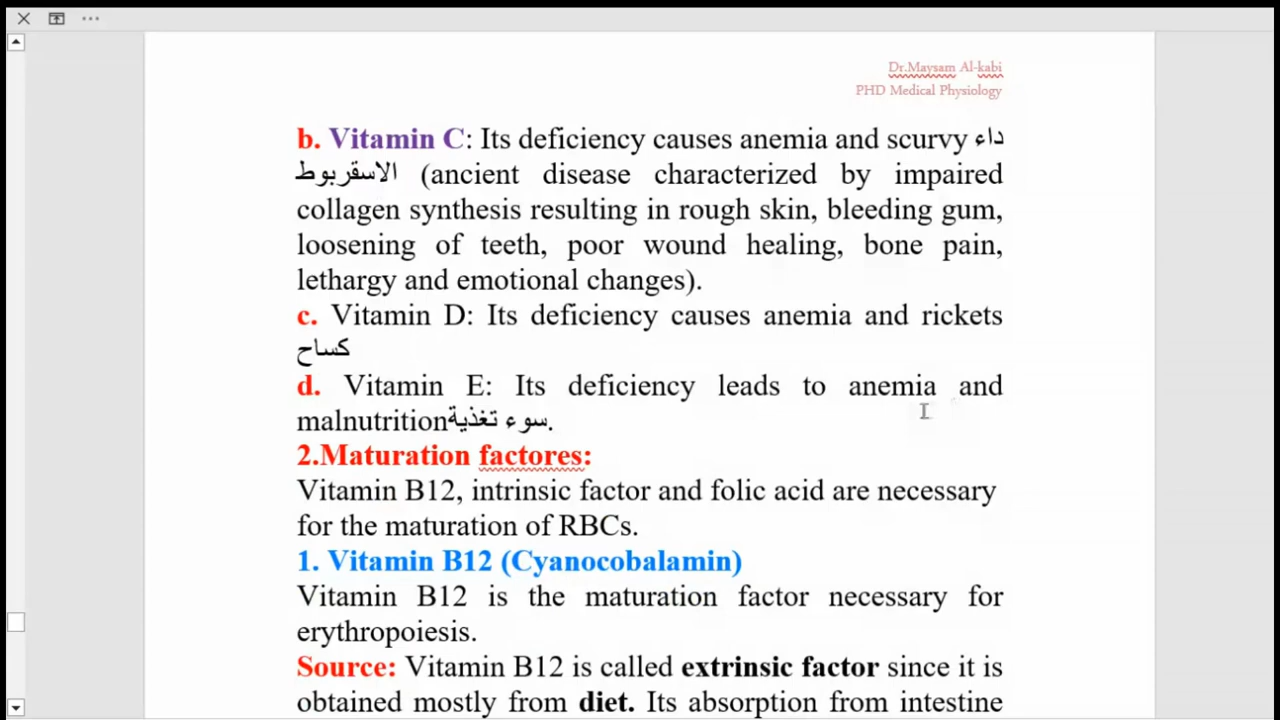 Dr.Maysam Al-kabi
PHD Medical Physiology
b. Vitamin C: Its deficiency causes anemia and scurvy داء
الاسقربوط (ancient disease characterized by impaired
collagen synthesis resulting in rough skin, bleeding gum,
loosening of teeth, poor wound healing, bone pain,
lethargy and emotional changes).
c. Vitamin D: Its deficiency causes anemia and rickets
كساح
d. Vitamin E: Its deficiency leads to anemia and
malnutritionسوء تغذية.
2.Maturation factores:
Vitamin B12, intrinsic factor and folic acid are necessary
for the maturation of RBCs.
1. Vitamin B12 (Cyanocobalamin)
Vitamin B12 is the maturation factor necessary for
erythropoiesis.
Source: Vitamin B12 is called extrinsic factor since it is
obtained mostly from diet. Its absorption from intestine